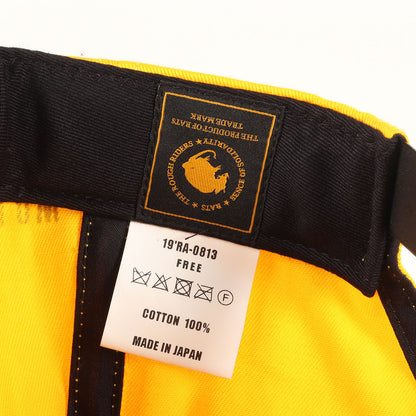 THE PRODUCT OF RATS
TRADE MARK
★ THE ROUGH RIDERS ★ RATS ★ ESSENCE OF SOLIDARITY
19'RA-0813
FREE
F
COTTON 100%
MADE IN JAPAN